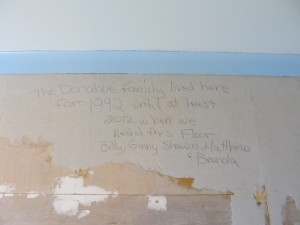 The Donahue family lived here
from 1992 until at least
2012 when we
Redid this Floor
Billy, Ginny Shawn, Matthew
& Brenda